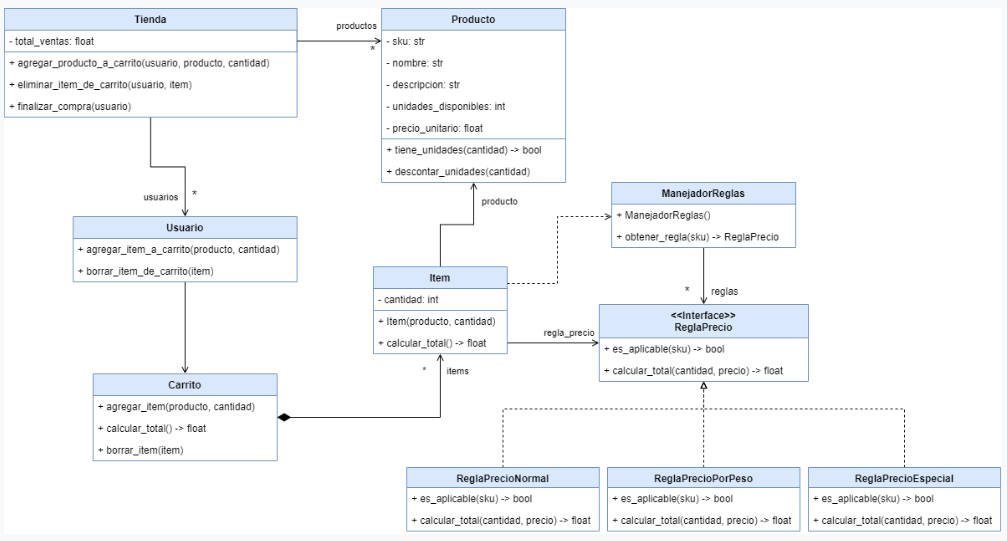 Tienda
- total_ventas: float
+ agregar_producto_a_carrito(usuario, producto, cantidad)
+ eliminar_item_de_carrito(usuario, item)
+ finalizar_compra(usuario)
productos
*
Producto
- sku: str
- nombre: str
- descripcion: str
- unidades_disponibles: int
- precio_unitario: float
+ tiene_unidades(cantidad) -> bool
+ descontar_unidades(cantidad)
usuarios
*
producto
ManejadorReglas
+ ManejadorReglas()
+ obtener_regla(sku) -> ReglaPrecio
Usuario
+ agregar_item_a_carrito(producto, cantidad)
+ borrar_item_de_carrito(item)
Item
- cantidad: int
+ Item(producto, cantidad)
+ calcular_total() -> float
* reglas
regla_precio
<<Interface>>
ReglaPrecio
+ es_aplicable(sku) -> bool
+ calcular_total(cantidad, precio) -> float
* items
Carrito
+ agregar_item(producto, cantidad)
+ calcular_total() -> float
+ borrar_item(item)
ReglaPrecioNormal
+ es_aplicable(sku) -> bool
+ calcular_total(cantidad, precio) -> float
ReglaPrecioPorPeso
+ es_aplicable(sku) -> bool
+ calcular_total(cantidad, precio) -> float
ReglaPrecioEspecial
+ es_aplicable(sku) -> bool
+ calcular_total(cantidad, precio) -> float